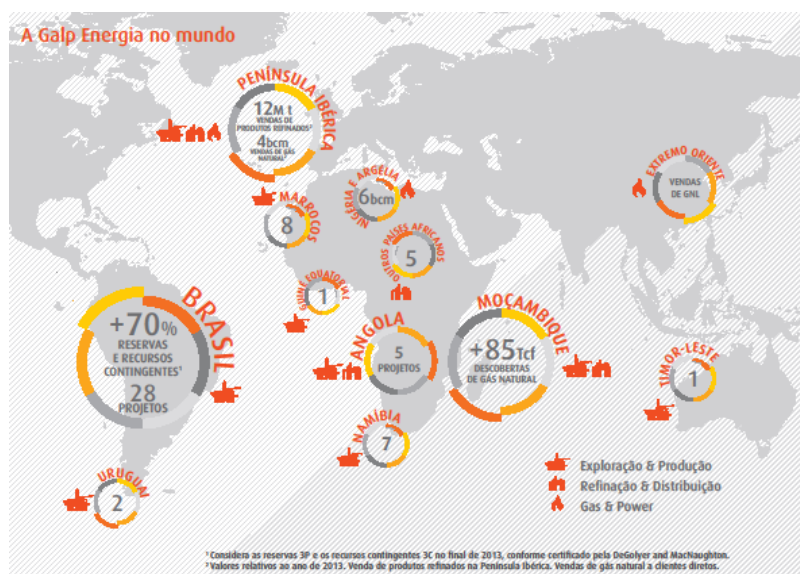 A Galp Energia no mundo
PENÍNSULA IBÉRICA
12M t
VENDAS DE
PRODUTOS REFINADOS²
4bcm
VENDAS DE GÁS
NATURAL²
EXTREMO ORIENTE
VENDAS
DE GNL
NIGÉRIA E ARGÉLIA
6bcm
MARROCOS
8
OUTROS PAÍSES AFRICANOS
5
GUINÉ EQUATORIAL
1
BRASIL
+70%
RESERVAS
E RECURSOS
CONTINGENTES¹
28
PROJETOS
ANGOLA
5
PROJETOS
MOÇAMBIQUE
+85Tcf
DESCOBERTAS
DE GÁS NATURAL
TIMOR-LESTE
1
NAMÍBIA
7
URUGUAI
2
Exploração & Produção
Refinação & Distribuição
Gas & Power
¹ Considera as reservas 3P e os recursos contingentes 3C no final de 2013, conforme certificado pela DeGolyer and MacNaughton.
² Valores relativos ao ano de 2013. Venda de produtos refinados na Península Ibérica. Vendas de gás natural a clientes diretos.